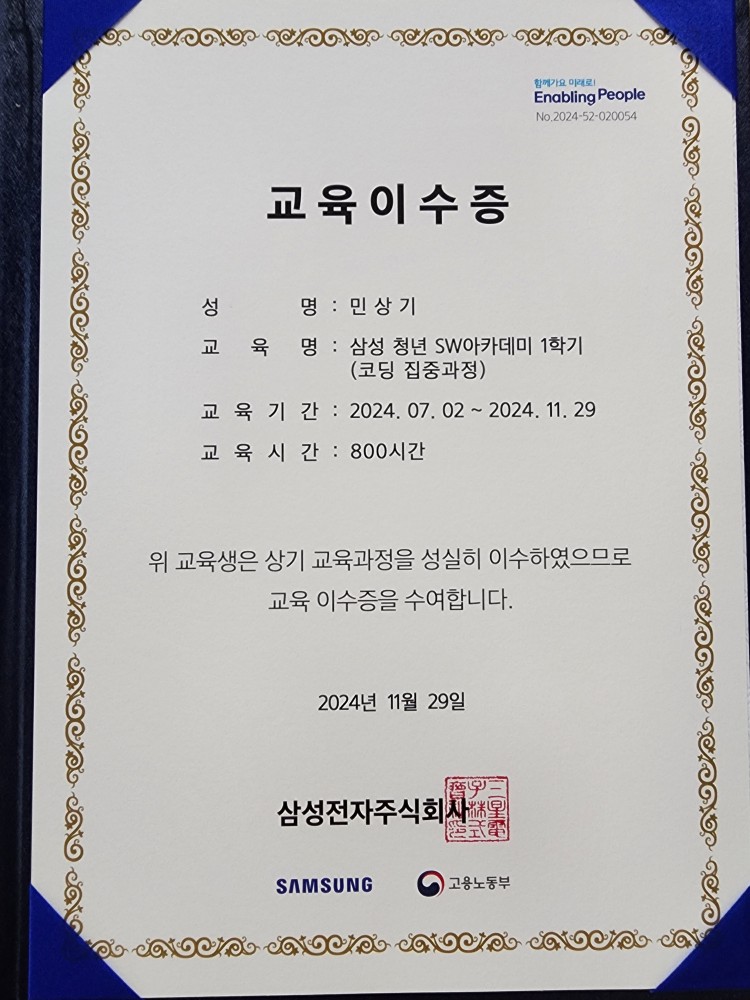 함께가요 미래로!
Enabling People
No.2024-52-020054
교육이수증
성 명 : 민상기
교 육 명 : 삼성 청년 SW아카데미 1학기
(코딩 집중과정)
교 육 기 간 : 2024. 07. 02 ~ 2024. 11. 29
교 육 시 간 : 800시간
위 교육생은 상기 교육과정을 성실히 이수하였으므로
교육 이수증을 수여합니다.
2024년 11월 29일
삼성전자주식회사
SAMSUNG 고용노동부